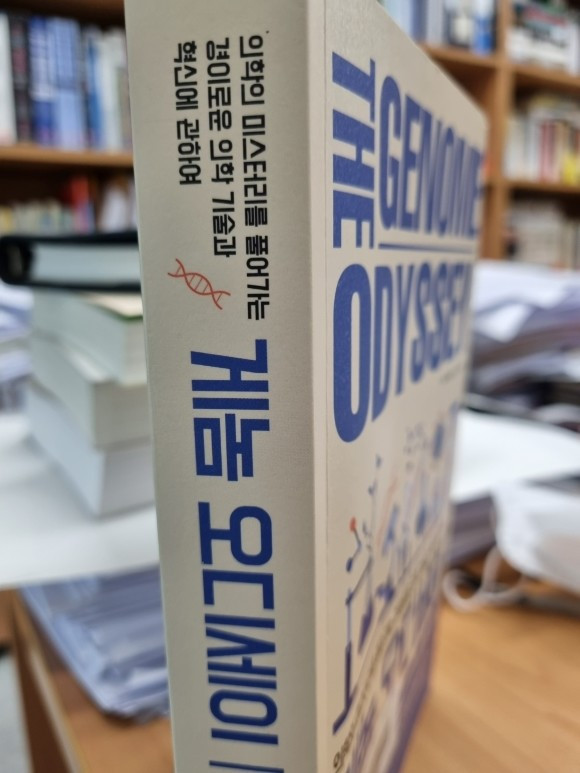 의학의 미스터리를 풀어가는
경이로운 의학 기술과
혁신에 관하여
게놈 오디세이
THE
GENOME
ODYSSEY